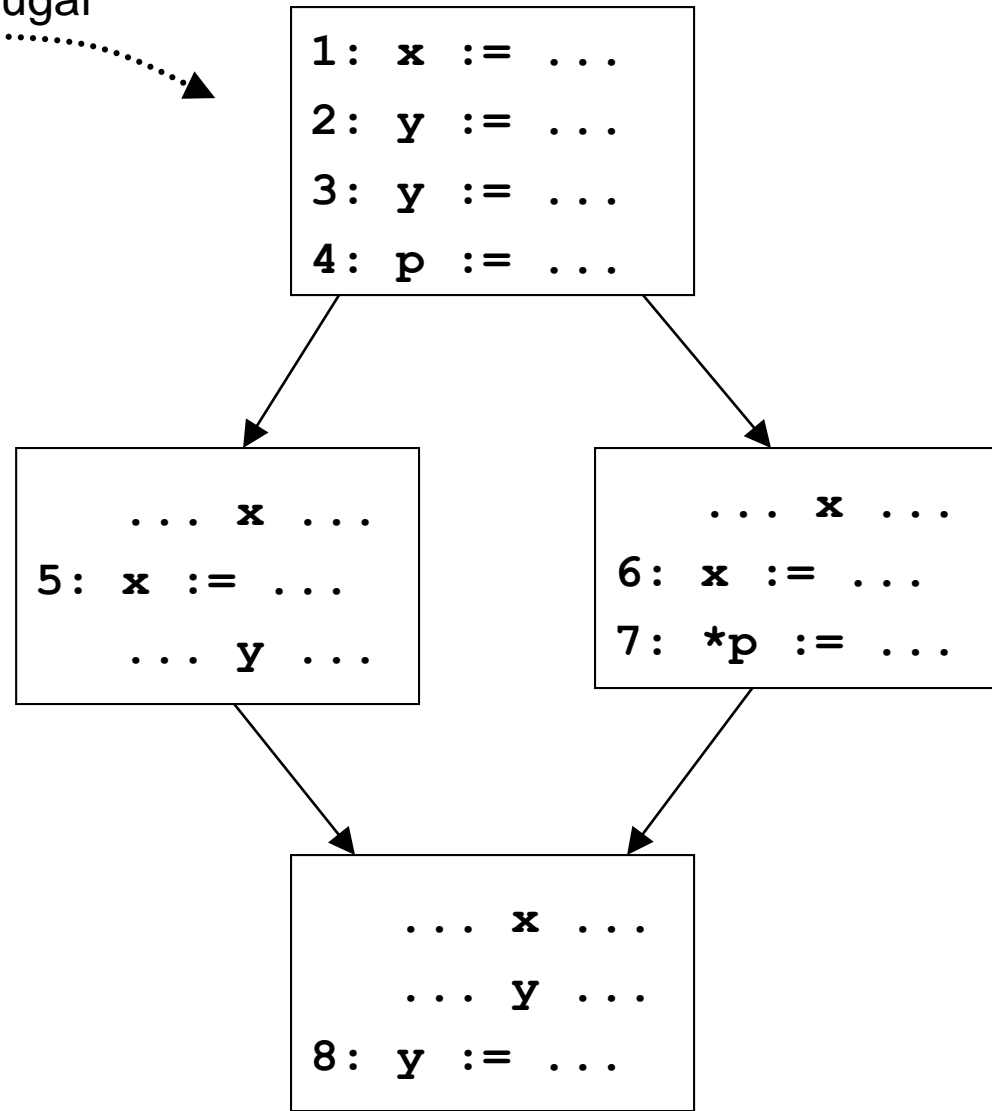 1: x := ...
2: y := ...
3: y := ...
4: p := ...
... x ...
5: x := ...
... y ...
... x ...
6: x := ...
7: *p := ...
... x ...
... y ...
8: y := ...